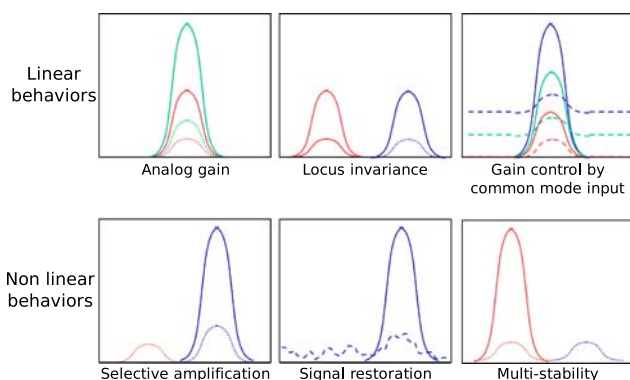 Linear
behaviors
Analog gain
Locus invariance
Gain control by
common mode input
Non linear
behaviors
Selective amplification
Signal restoration
Multi-stability